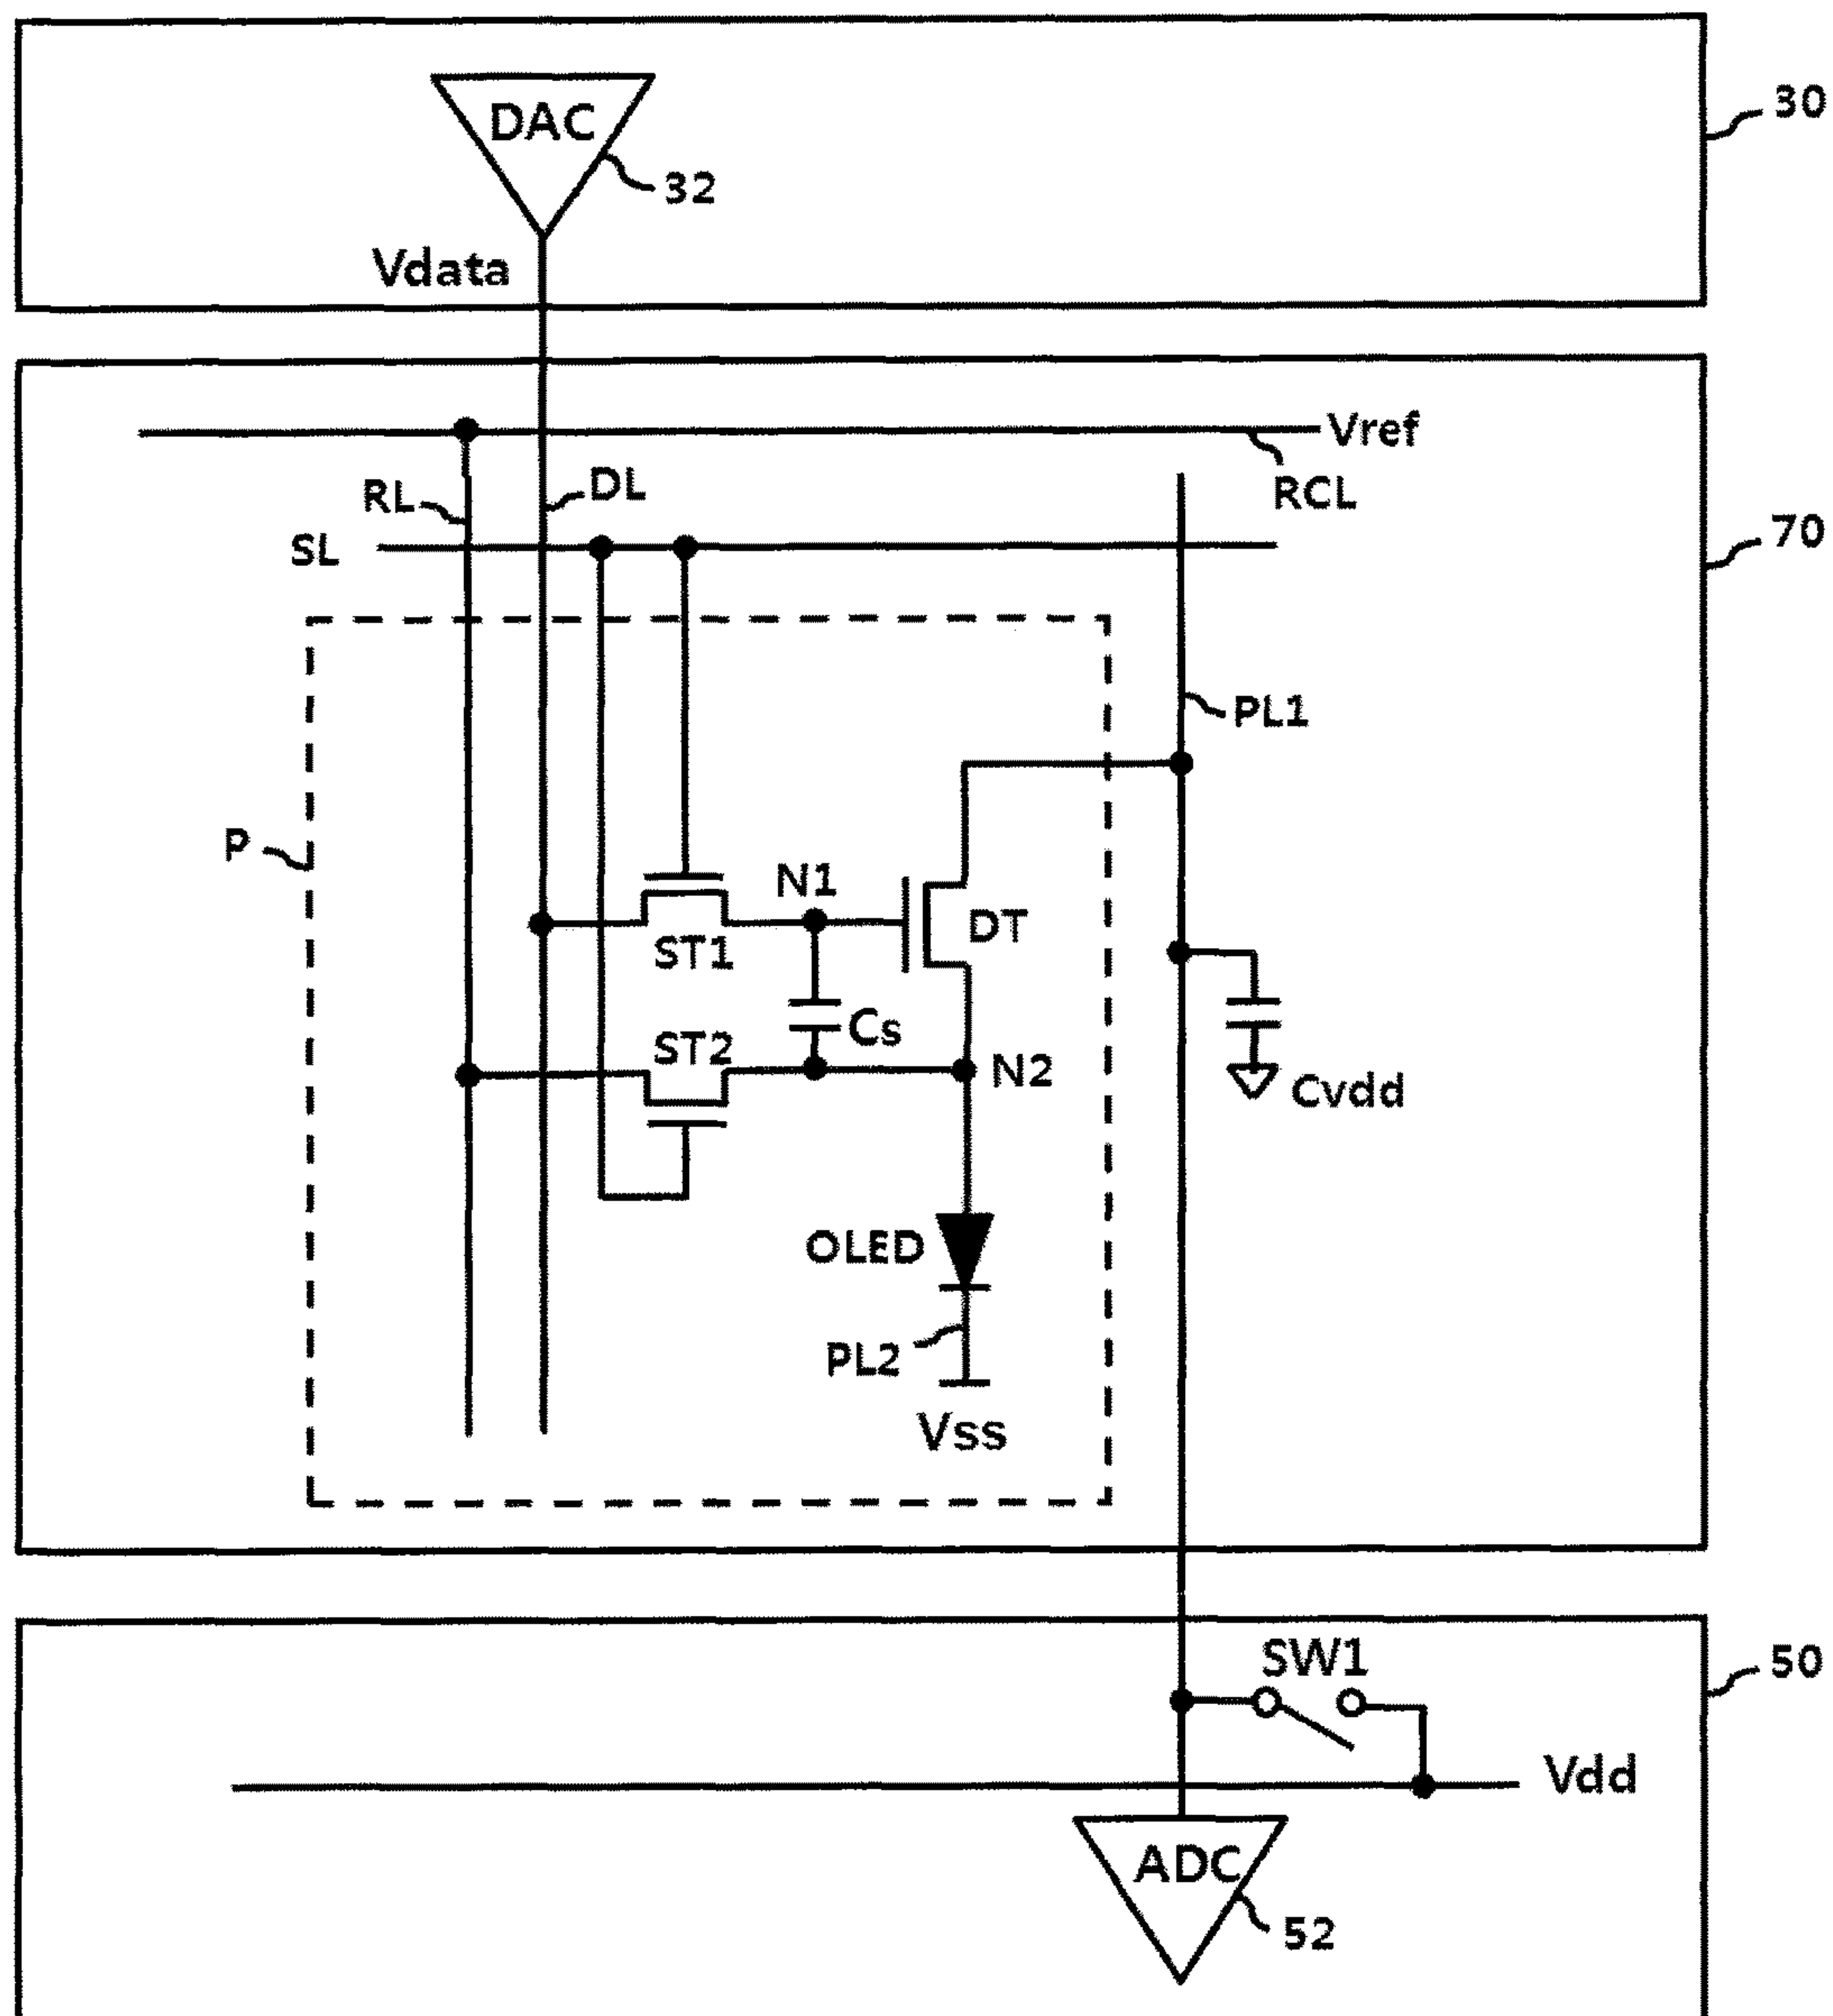 DAC
30
32
Vdata
Vref
RL
DL
RCL
SL
70
PL1
P
N1
DT
ST1
Cs
ST2
N2
Cvdd
OLED
PL2
Vss
SW1
50
Vdd
ADC
52